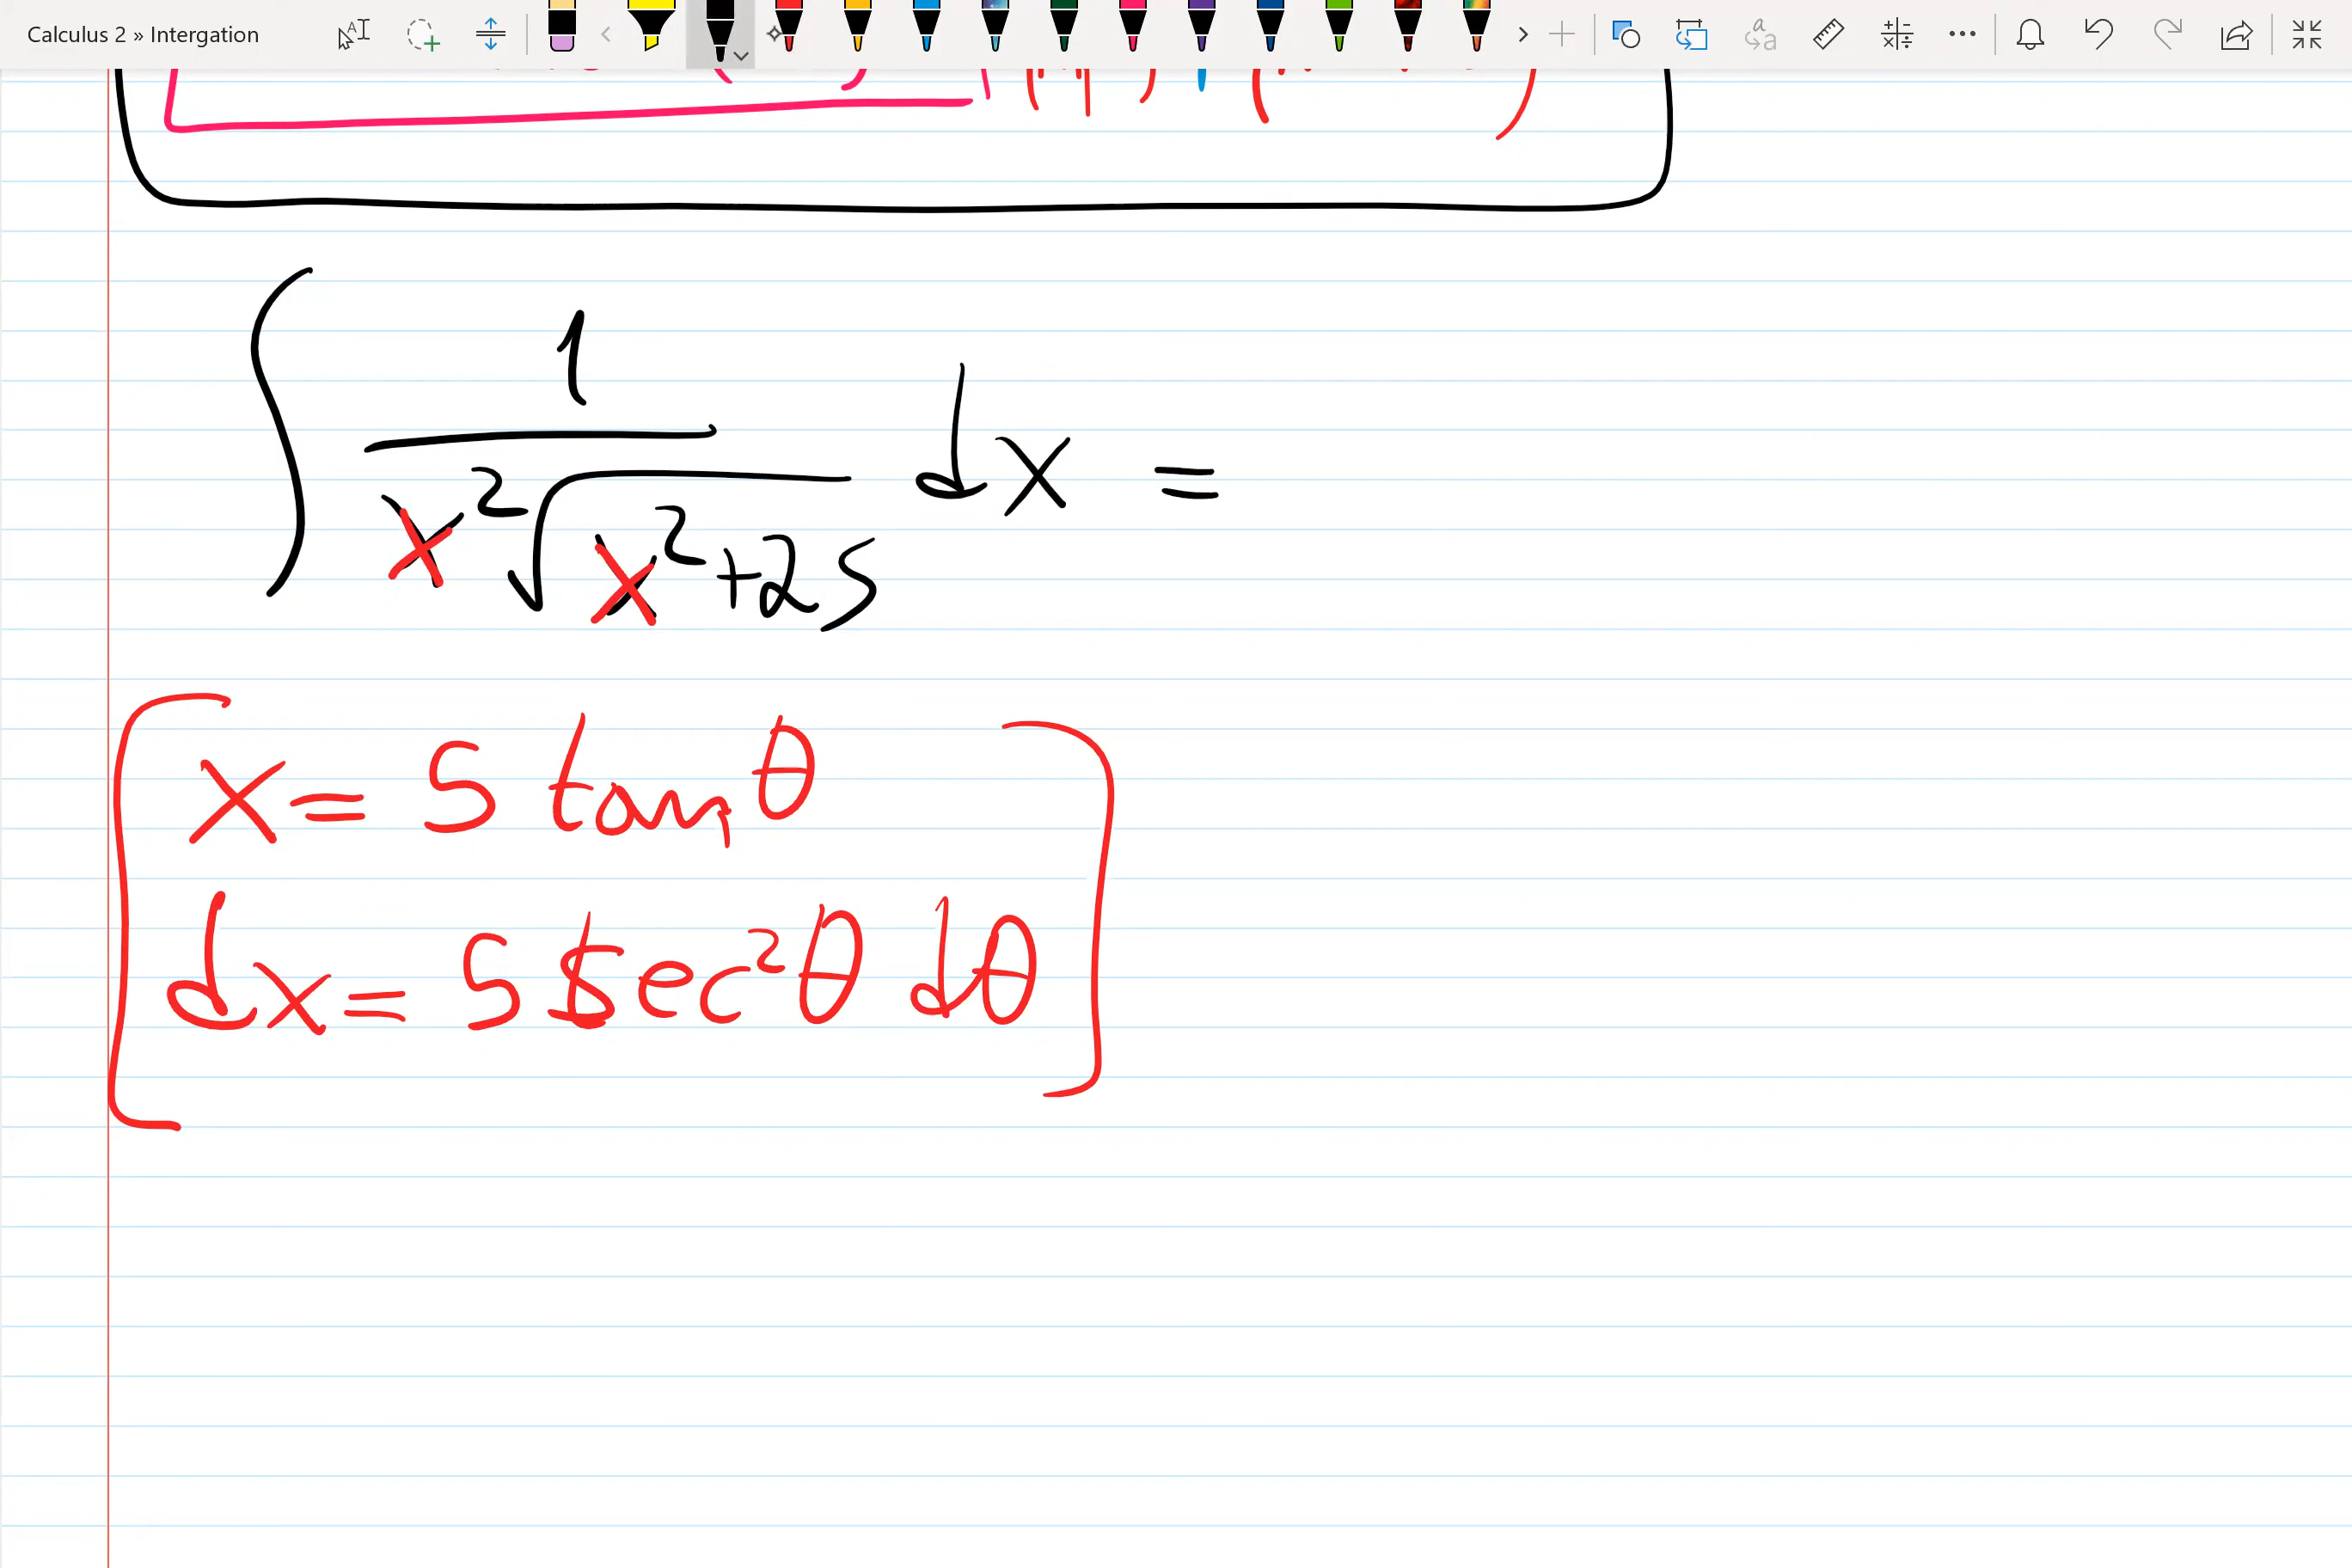 Calculus 2 » Intergation
∫ 1/(x²√(x²+25)) dx =
x = 5 tan θ
dx = 5 sec²θ dθ